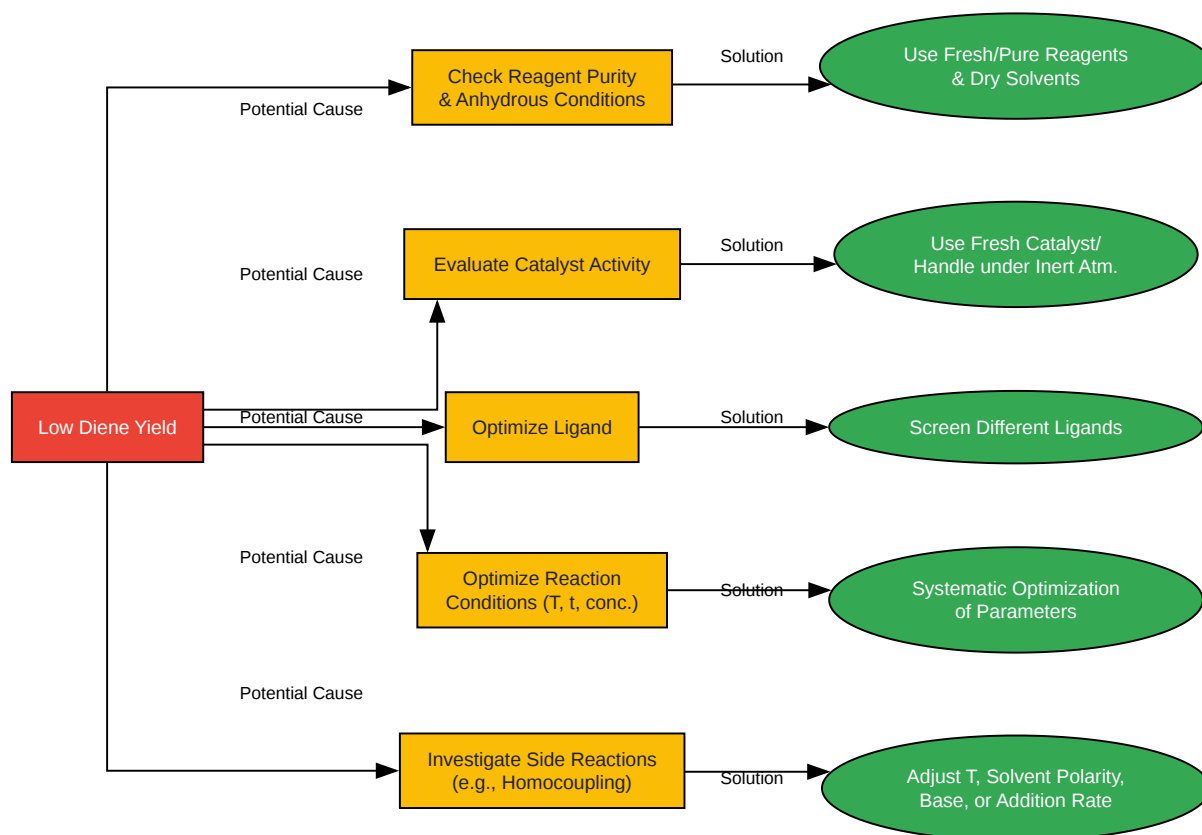 Use Fresh/Pure Reagents
& Dry Solvents
Solution
Check Reagent Purity
& Anhydrous Conditions
Potential Cause
Use Fresh Catalyst/
Handle under Inert Atm.
Solution
Evaluate Catalyst Activity
Potential Cause
Low Diene Yield
Potential Cause
Optimize Ligand
Solution
Screen Different Ligands
Potential Cause
Optimize Reaction
Conditions (T, t, conc.)
Solution
Systematic Optimization
of Parameters
Potential Cause
Investigate Side Reactions
(e.g., Homocoupling)
Solution
Adjust T, Solvent Polarity,
Base, or Addition Rate